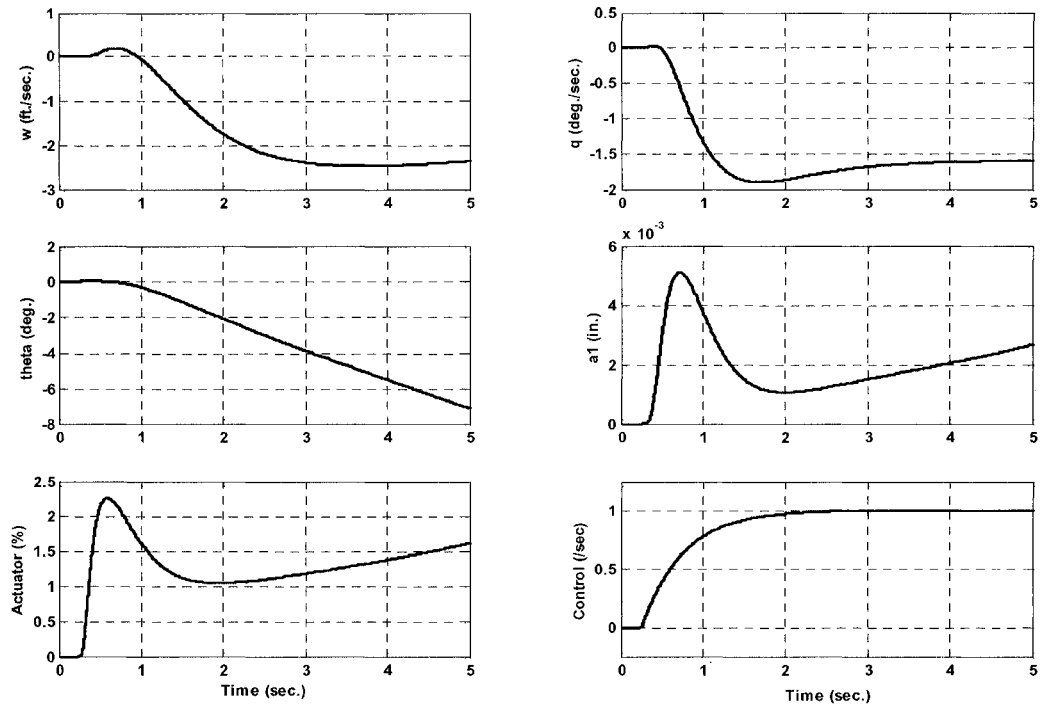 w (ft./sec.)
1
0
-1
-2
-3
0 1 2 3 4 5
q (deg./sec.)
0.5
0
-0.5
-1
-1.5
-2
0 1 2 3 4 5
theta (deg.)
2
0
-2
-4
-6
-8
0 1 2 3 4 5
x 10-3
a1 (in.)
6
4
2
0
0 1 2 3 4 5
Actuator (%)
2.5
2
1.5
1
0.5
0
0 1 2 3 4 5
Time (sec.)
Control (/sec)
1
0.5
0
0 1 2 3 4 5
Time (sec.)